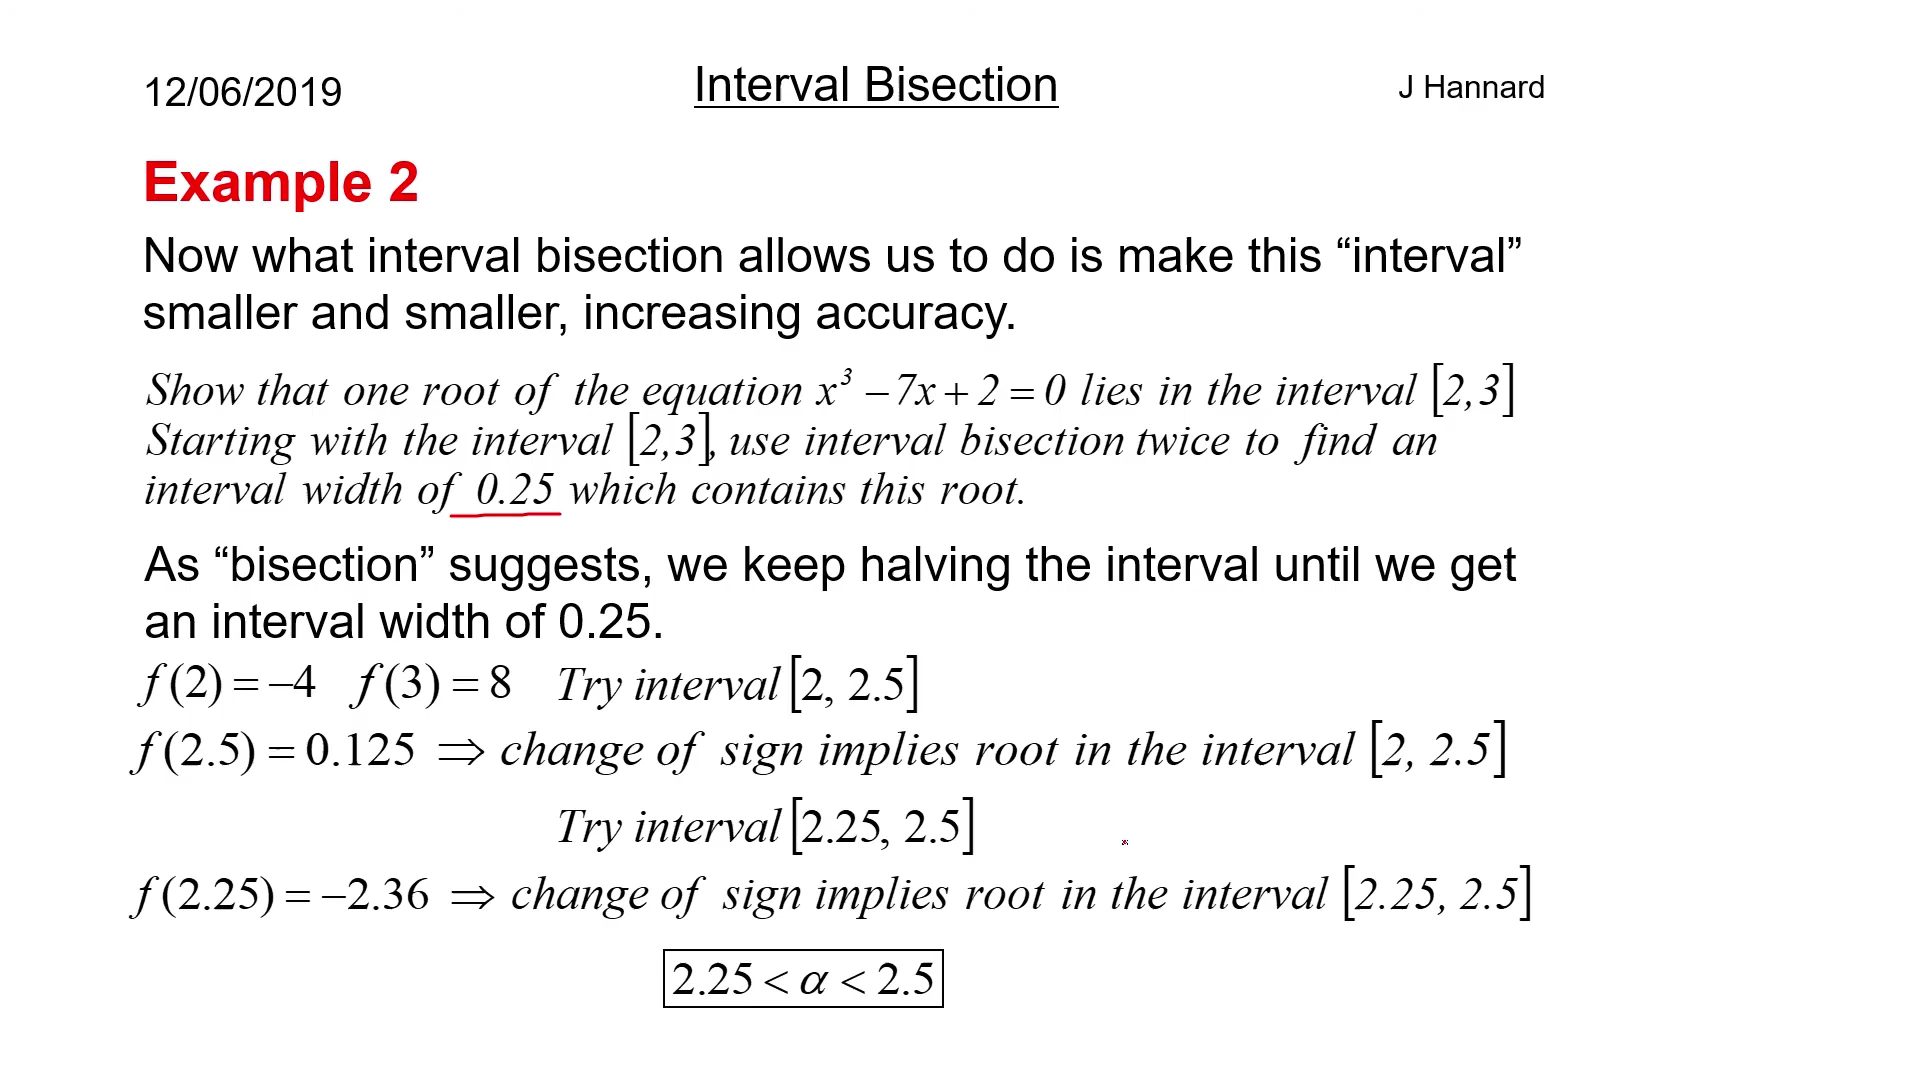 12/06/2019 Interval Bisection J Hannard
Example 2
Now what interval bisection allows us to do is make this “interval”
smaller and smaller, increasing accuracy.
Show that one root of the equation x³ − 7x + 2 = 0 lies in the interval [2,3]
Starting with the interval [2,3], use interval bisection twice to find an
interval width of 0.25 which contains this root.
As “bisection” suggests, we keep halving the interval until we get
an interval width of 0.25.
f(2) = −4 f(3) = 8 Try interval [2, 2.5]
f(2.5) = 0.125 ⇒ change of sign implies root in the interval [2, 2.5]
Try interval [2.25, 2.5]
f(2.25) = −2.36 ⇒ change of sign implies root in the interval [2.25, 2.5]
2.25 < α < 2.5